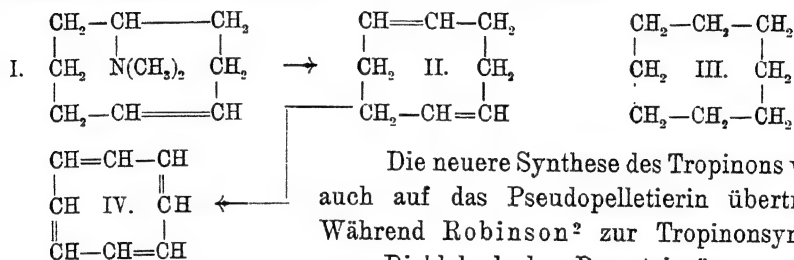 CH₂–CH———CH₂ CH==CH–CH₂ CH₂–CH₂–CH₂
I. CH₂ N(CH₃)₂ CH₂ → CH₂ II. CH₂ CH₂ III. CH₂
CH₂–CH====CH CH₂–CH=CH CH₂–CH₂–CH₂
CH=CH–CH
CH IV. CH ←
CH–CH=CH
Die neuere Synthese des Tropinons
auch auf das Pseudopelletierin übertr
Während Robinson² zur Tropinonsyn